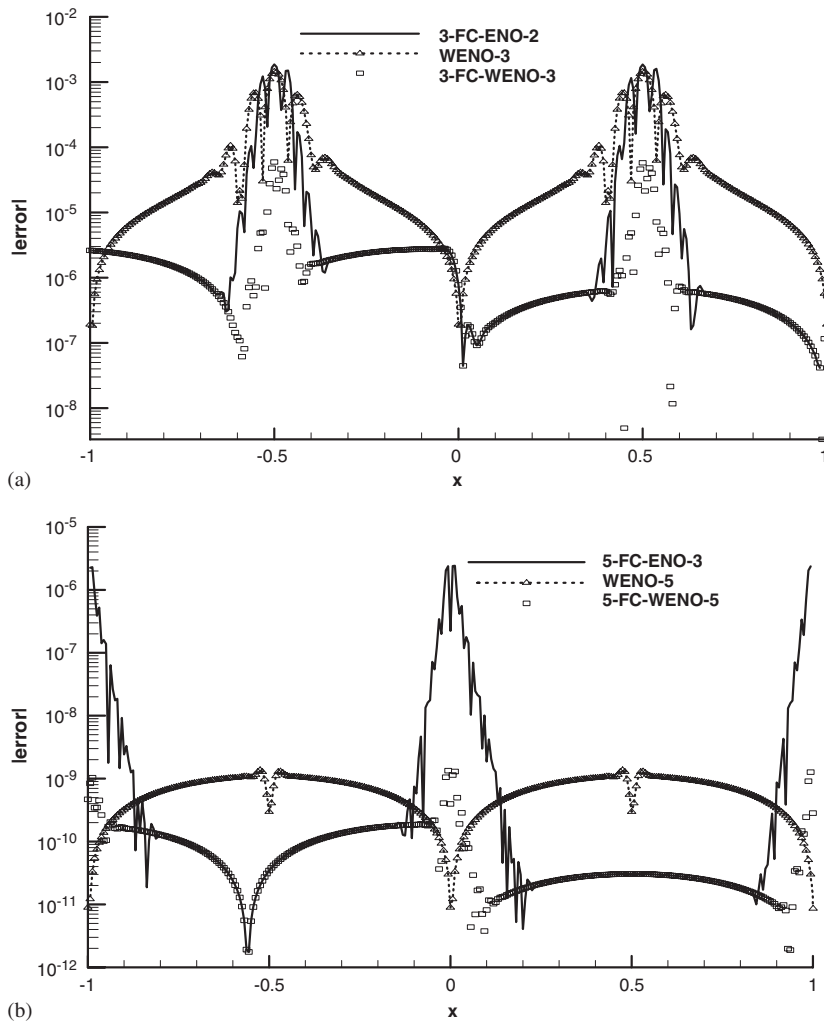 10-2
3-FC-ENO-2
WENO-3
3-FC-WENO-3
10-3
10-4
10-5
10-6
10-7
10-8
|error|
-1 -0.5 0 0.5 1
x
(a)
10-5
5-FC-ENO-3
WENO-5
5-FC-WENO-5
10-6
10-7
10-8
10-9
10-10
10-11
10-12
|error|
-1 -0.5 0 0.5 1
x
(b)